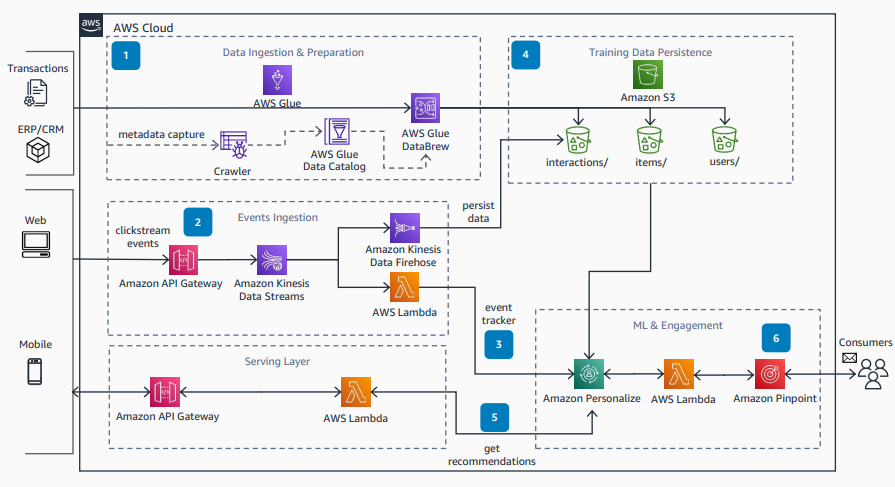 aws
AWS Cloud
1
Data Ingestion & Preparation
4
Training Data Persistence
Transactions
AWS Glue
Amazon S3
ERP/CRM
metadata capture
Crawler
AWS Glue
Data Catalog
AWS Glue
DataBrew
interactions/
items/
users/
Web
2
Events Ingestion
clickstream
events
Amazon API Gateway
Amazon Kinesis
Data Streams
Amazon Kinesis
Data Firehose
AWS Lambda
persist
data
event
tracker
3
ML & Engagement
6
Consumers
Mobile
Serving Layer
Amazon API Gateway
AWS Lambda
5
get
recommendations
Amazon Personalize
AWS Lambda
Amazon Pinpoint